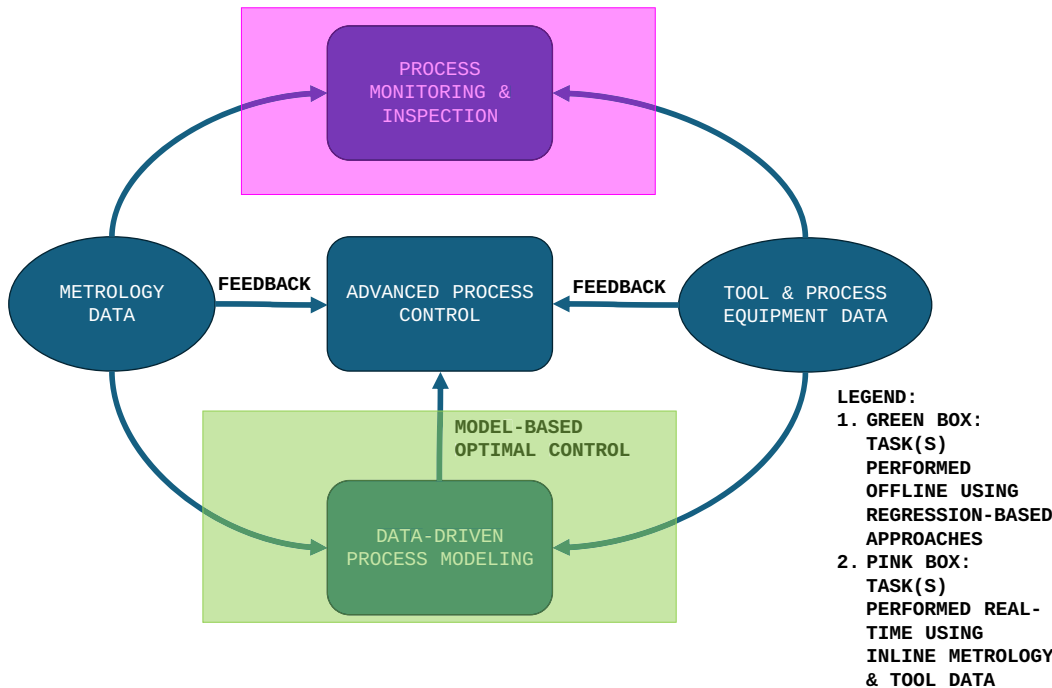 PROCESS
MONITORING &
INSPECTION
METROLOGY
DATA
FEEDBACK
ADVANCED PROCESS
CONTROL
FEEDBACK
TOOL & PROCESS
EQUIPMENT DATA
MODEL-BASED
OPTIMAL CONTROL
DATA-DRIVEN
PROCESS MODELING
LEGEND:
1. GREEN BOX:
TASK(S)
PERFORMED
OFFLINE USING
REGRESSION-BASED
APPROACHES
2. PINK BOX:
TASK(S)
PERFORMED REAL-
TIME USING
INLINE METROLOGY
& TOOL DATA